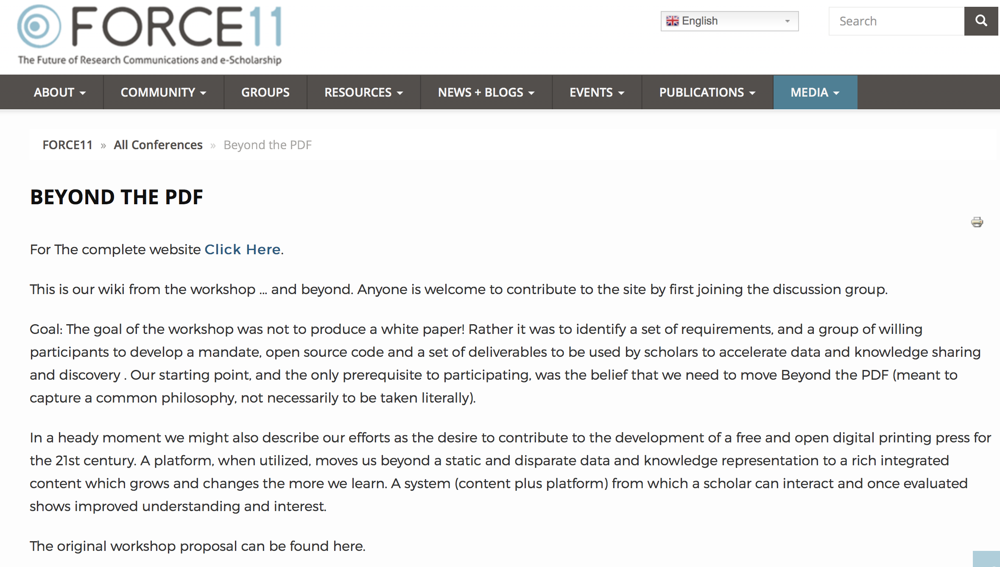 FORCE11
The Future of Research Communications and e-Scholarship
English
Search
ABOUT
COMMUNITY
GROUPS
RESOURCES
NEWS + BLOGS
EVENTS
PUBLICATIONS
MEDIA
FORCE11 » All Conferences » Beyond the PDF
BEYOND THE PDF
For The complete website Click Here.
This is our wiki from the workshop ... and beyond. Anyone is welcome to contribute to the site by first joining the discussion group.
Goal: The goal of the workshop was not to produce a white paper! Rather it was to identify a set of requirements, and a group of willing
participants to develop a mandate, open source code and a set of deliverables to be used by scholars to accelerate data and knowledge sharing
and discovery . Our starting point, and the only prerequisite to participating, was the belief that we need to move Beyond the PDF (meant to
capture a common philosophy, not necessarily to be taken literally).
In a heady moment we might also describe our efforts as the desire to contribute to the development of a free and open digital printing press for
the 21st century. A platform, when utilized, moves us beyond a static and disparate data and knowledge representation to a rich integrated
content which grows and changes the more we learn. A system (content plus platform) from which a scholar can interact and once evaluated
shows improved understanding and interest.
The original workshop proposal can be found here.